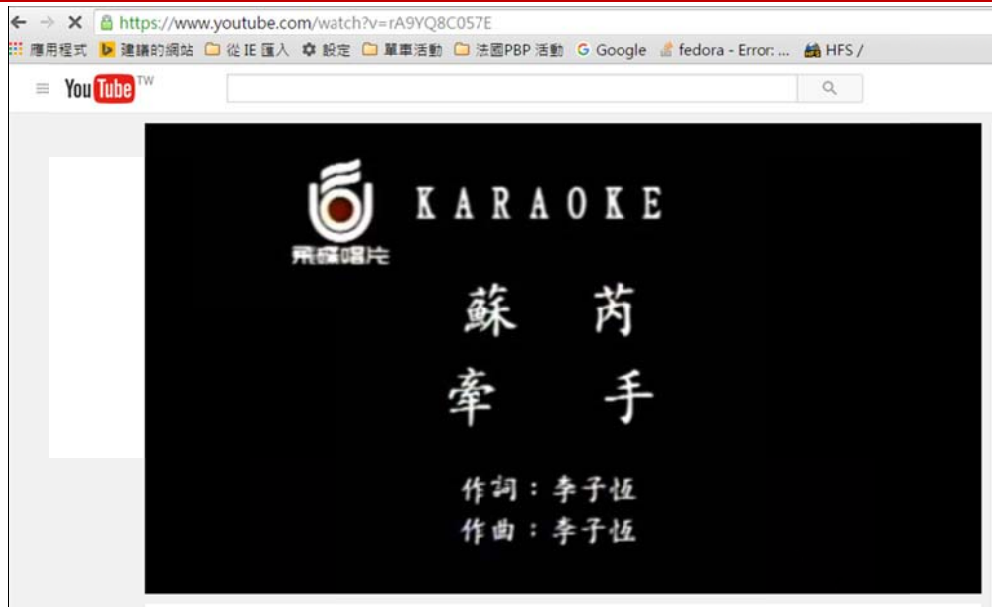 https://www.youtube.com/watch?v=rA9YQ8C057E
應用程式 建議的網站 從 IE 匯入 設定 單車活動 法國PBP 活動 Google fedora - Error: ... HFS /
YouTube TW
KARAOKE
飛碟唱片
蘇芮
牽手
作詞：李子恆
作曲：李子恆